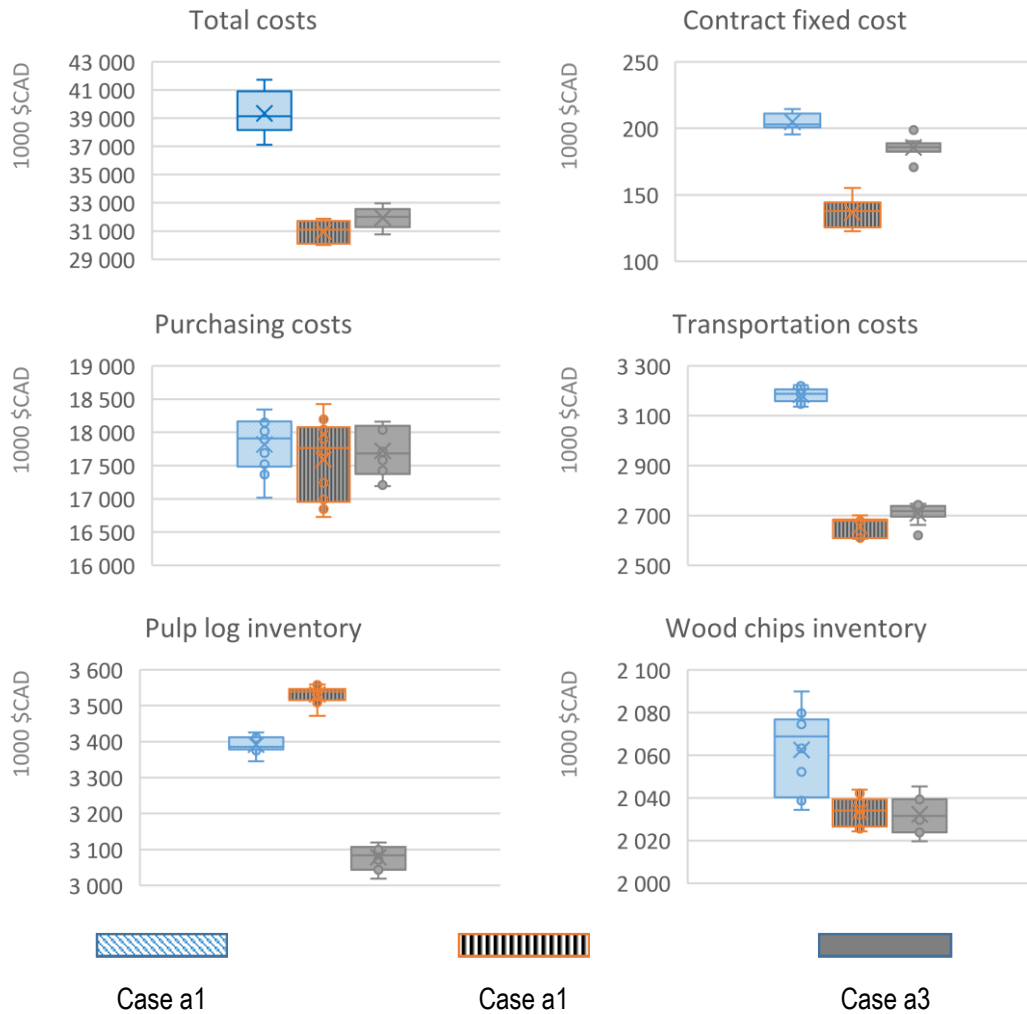 Total costs
1000 $CAD
43 000
41 000
39 000
37 000
35 000
33 000
31 000
29 000
Contract fixed cost
1000 $CAD
250
200
150
100
Purchasing costs
1000 $CAD
19 000
18 500
18 000
17 500
17 000
16 500
16 000
Transportation costs
1000 $CAD
3 300
3 100
2 900
2 700
2 500
Pulp log inventory
1000 $CAD
3 600
3 500
3 400
3 300
3 200
3 100
3 000
Wood chips inventory
1000 $CAD
2 100
2 080
2 060
2 040
2 020
2 000
Case a1
Case a1
Case a3